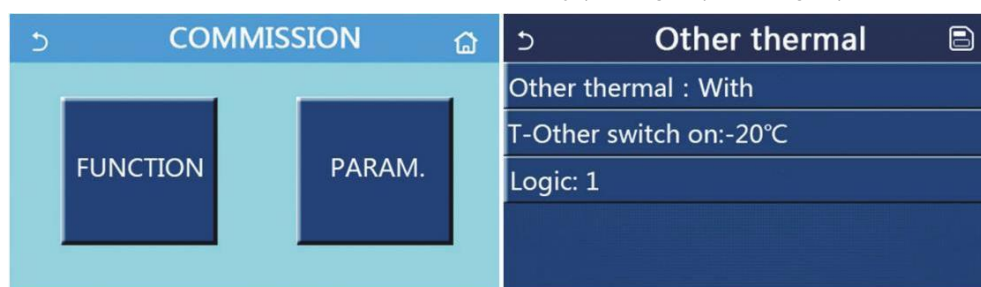 COMMISSION
FUNCTION
PARAM.
Other thermal
Other thermal : With
T-Other switch on:-20℃
Logic: 1